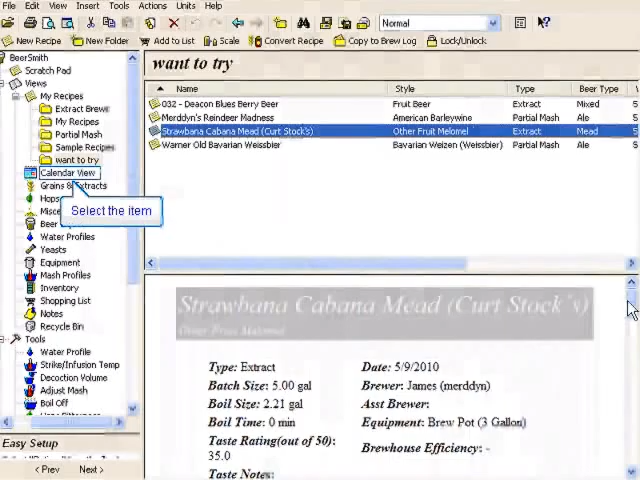 File Edit View Insert Tools Actions Units Help
Normal
New Recipe New Folder Add to List Scale Convert Recipe Copy to Brew Log Lock/Unlock
BeerSmith
Scratch Pad
Views
My Recipes
Extract Brews
My Recipes
Partial Mash
Sample Recipes
want to try
Calendar View
Grains & Extracts
Hops
Misce
Beer
Water Profiles
Yeasts
Equipment
Mash Profiles
Inventory
Shopping List
Notes
Recycle Bin
Tools
Water Profile
Strike/Infusion Temp
Decoction Volume
Adjust Mash
Boil Off
Select the item
Easy Setup
< Prev Next >
want to try
Name Style Type Beer Type
032 - Deacon Blues Berry Beer Fruit Beer Extract Mixed 5
Merddyn's Reindeer Madness American Barleywine Partial Mash Ale 5
Strawbana Cabana Mead (Curt Stock's) Other Fruit Melomel Extract Mead 5
Warner Old Bavarian Weissbier Bavarian Weizen (Weissbier) Partial Mash Ale 5
Strawbana Cabana Mead (Curt Stock's)
Other Fruit Melomel
Type: Extract Date: 5/9/2010
Batch Size: 5.00 gal Brewer: James (merddyn)
Boil Size: 2.21 gal Asst Brewer:
Boil Time: 0 min Equipment: Brew Pot (3 Gallon)
Taste Rating(out of 50): Brewhouse Efficiency: -
35.0
Taste Notes: